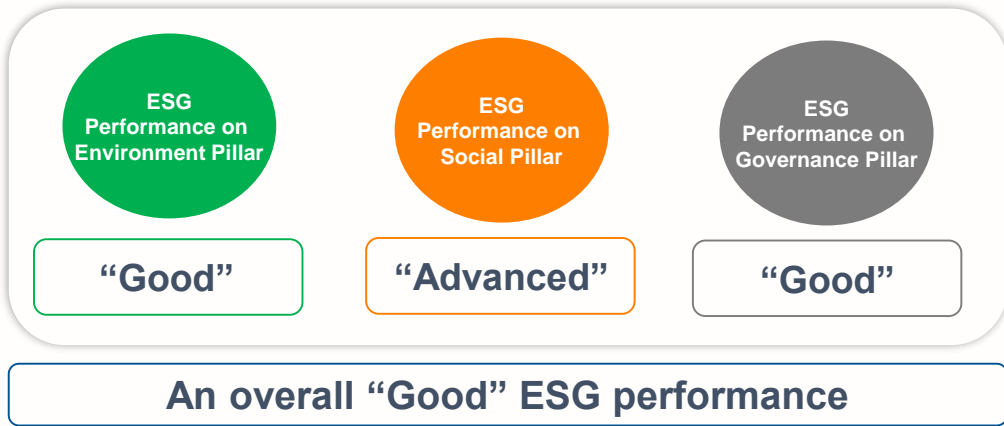 ESG
Performance on
Environment Pillar
ESG
Performance on
Social Pillar
ESG
Performance on
Governance Pillar
“Good”
“Advanced”
“Good”
An overall “Good” ESG performance